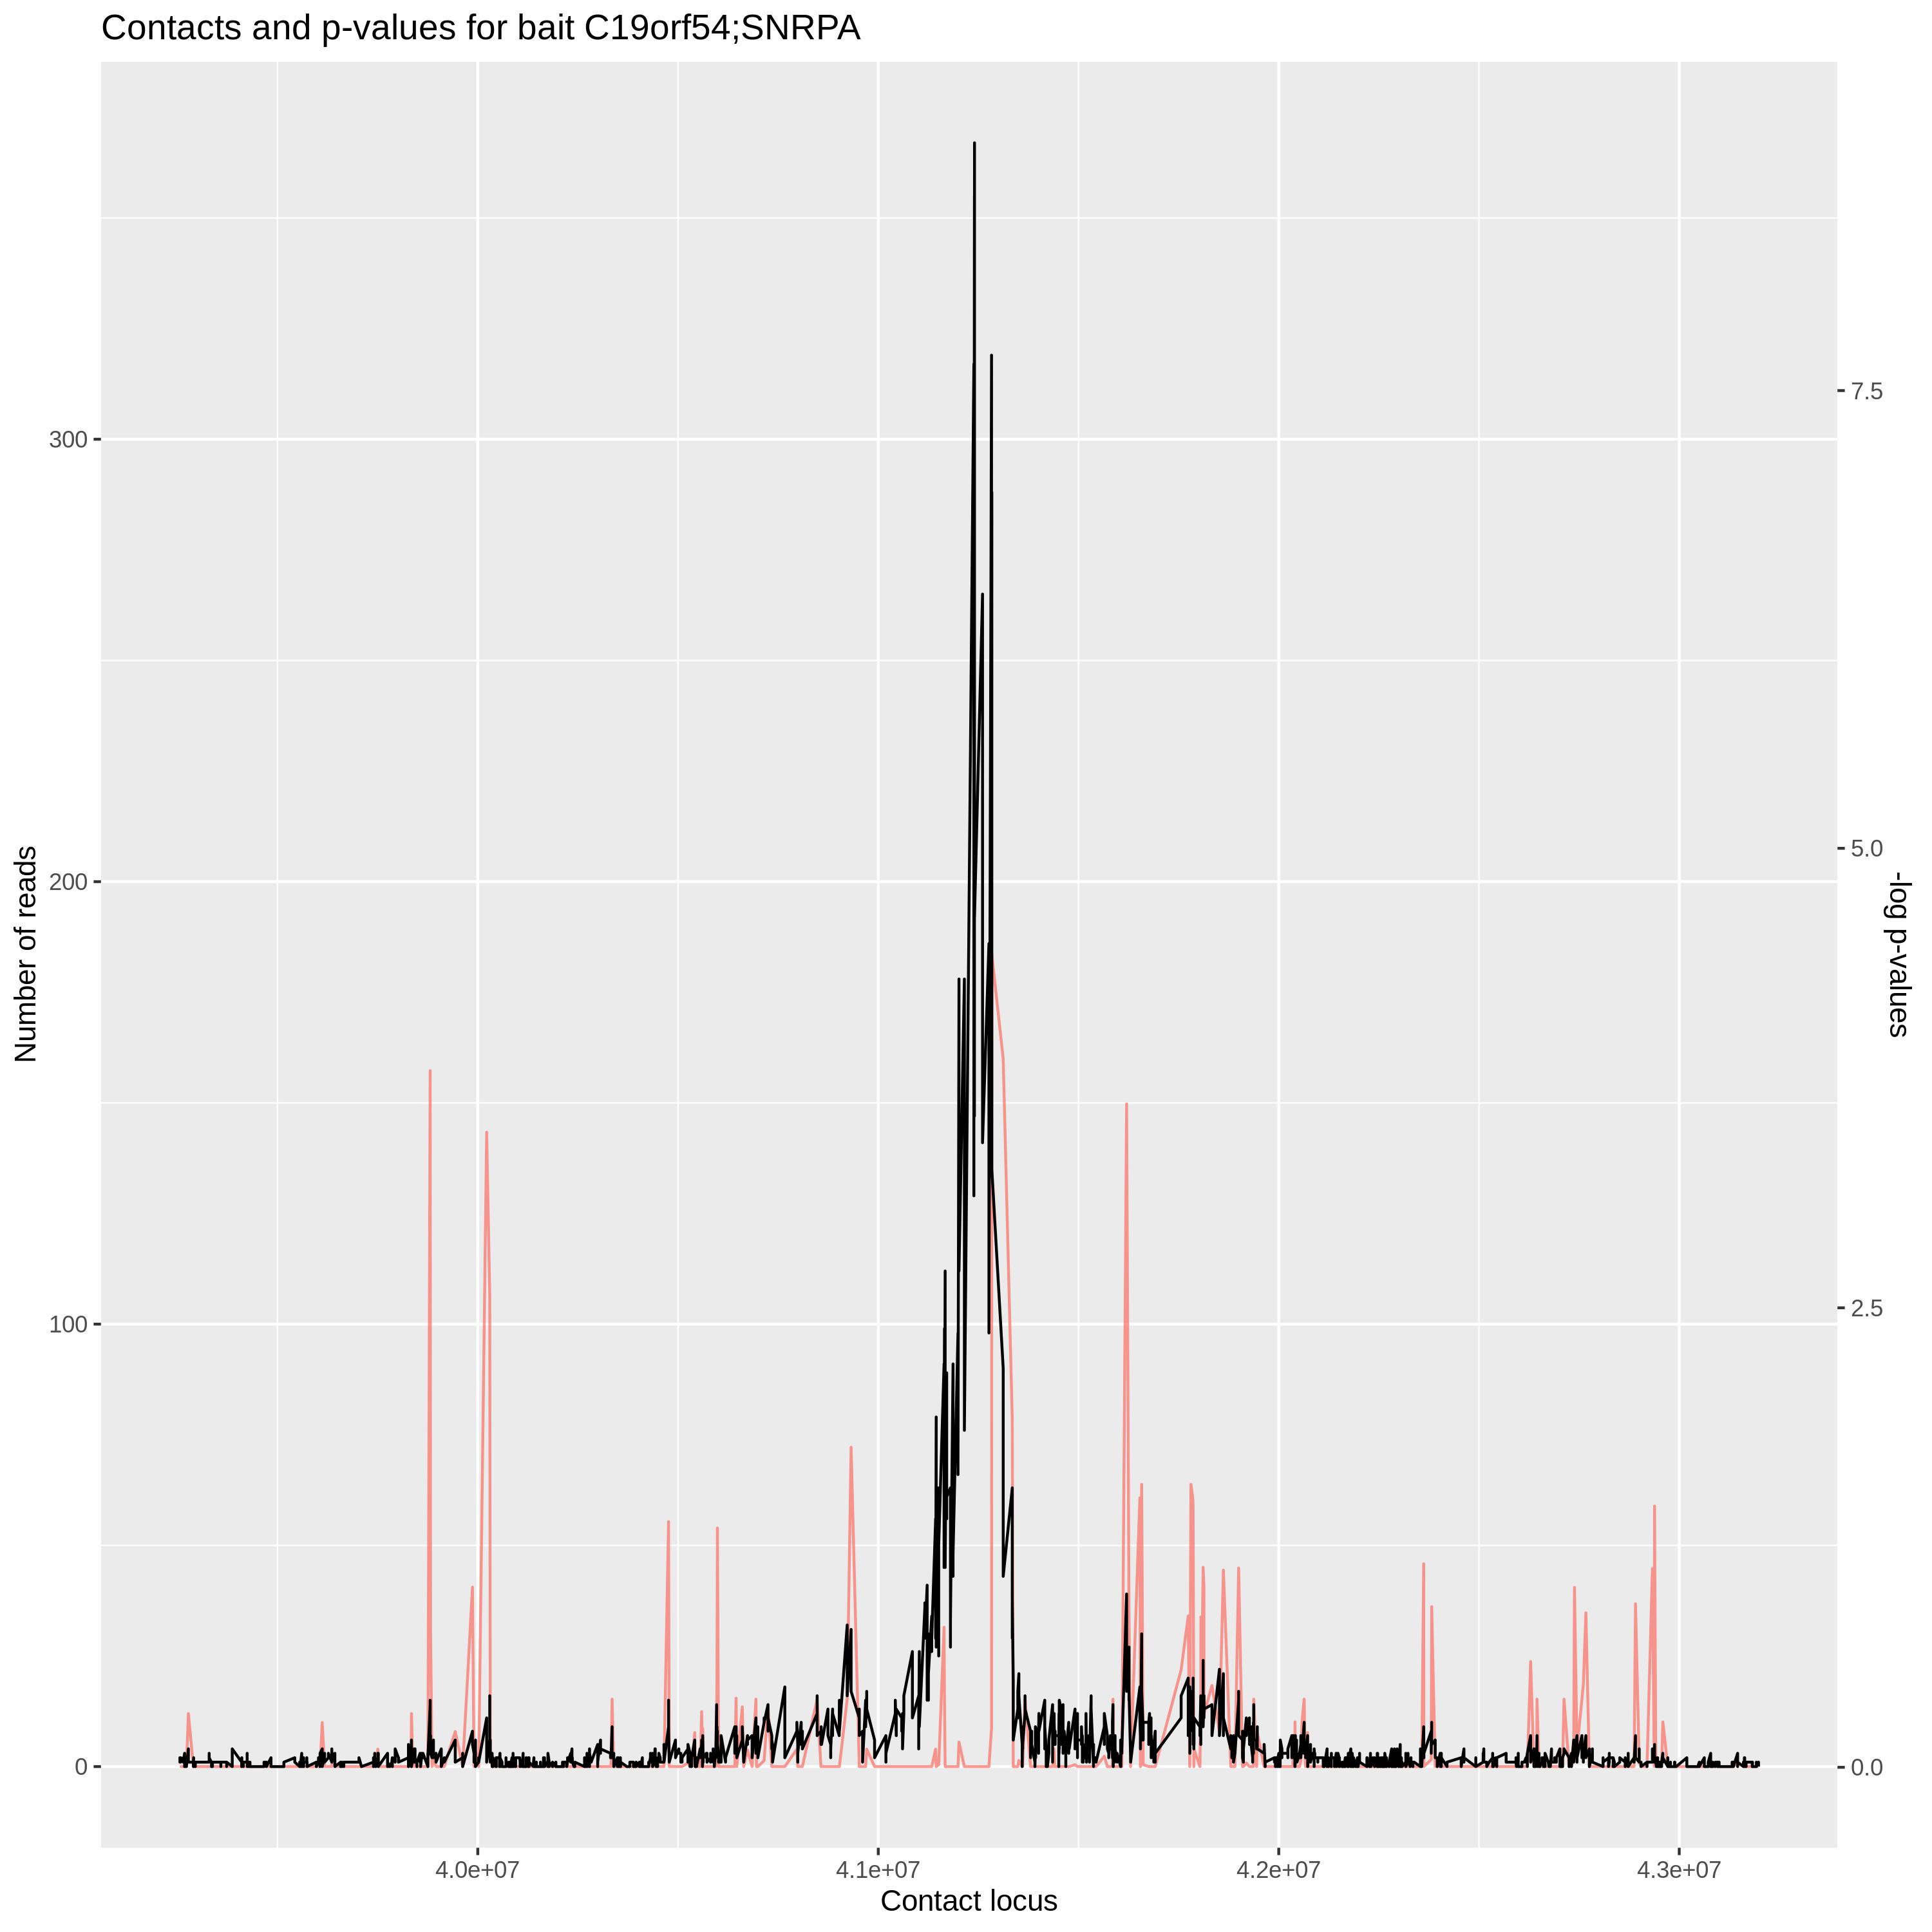 Contacts and p-values for bait C19orf54;SNRPA
300
200
100
0
Number of reads
7.5
5.0
2.5
0.0
-log p-values
4.0e+07
4.1e+07
4.2e+07
4.3e+07
Contact locus